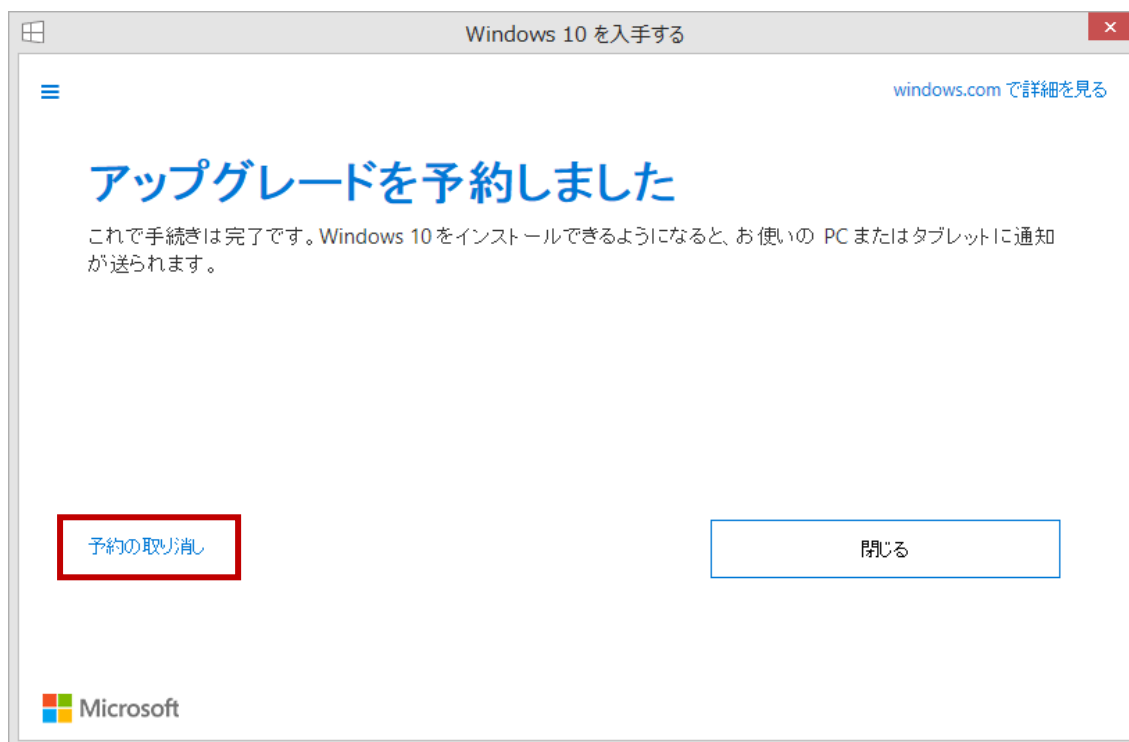 Windows 10 を入手する
windows.com で詳細を見る
アップグレードを予約しました
これで手続きは完了です。Windows 10 をインストールできるようになると、お使いの PC またはタブレットに通知
が送られます。
予約の取り消し
閉じる
Microsoft